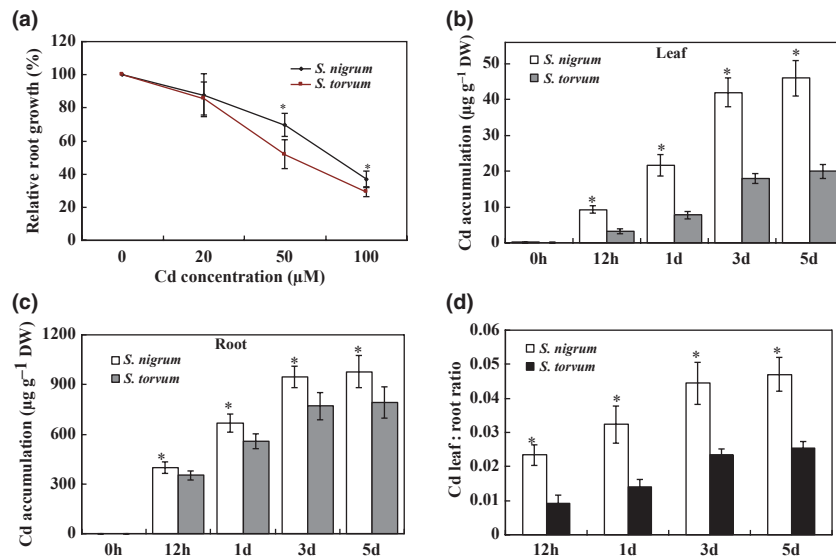 (a)
Relative root growth (%)
120
100
80
60
40
20
0
S. nigrum
S. torvum
*
*
0 20 50 100
Cd concentration (µM)
(b)
Cd accumulation (µg g⁻¹ DW)
50
40
30
20
10
0
Leaf
S. nigrum
S. torvum
* * * *
0h 12h 1d 3d 5d
(c)
Cd accumulation (µg g⁻¹ DW)
1200
900
600
300
0
Root
S. nigrum
S. torvum
* * * *
0h 12h 1d 3d 5d
(d)
Cd leaf : root ratio
0.06
0.05
0.04
0.03
0.02
0.01
0
S. nigrum
S. torvum
* * * *
12h 1d 3d 5d